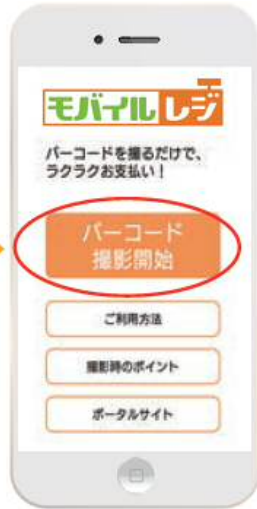 モバイルレジ
バーコードを撮るだけで、
ラクラクお支払い！
バーコード
撮影開始
ご利用方法
撮影時のポイント
ポータルサイト